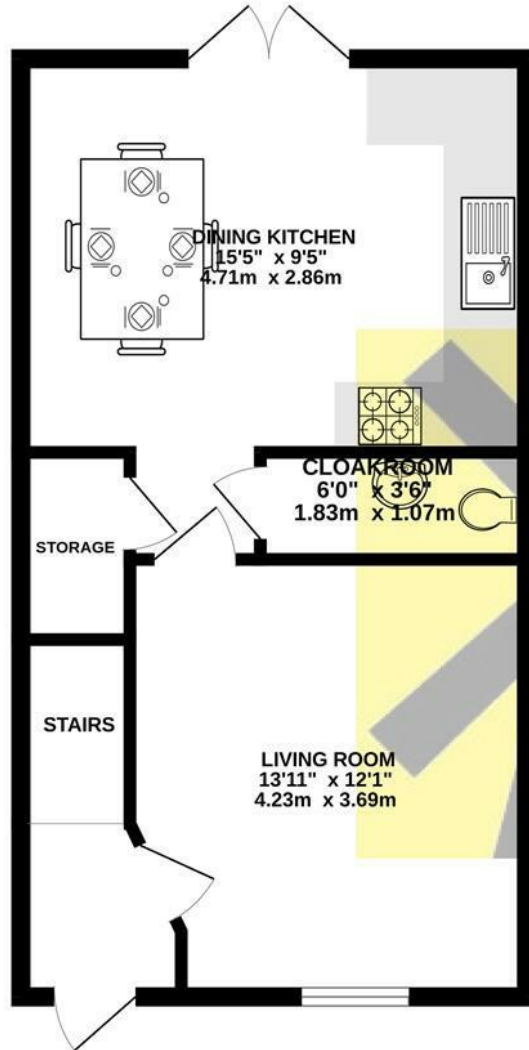 DINING KITCHEN
15'5" x 9'5"
4.71m x 2.86m
CLOAKROOM
6'0" x 3'6"
1.83m x 1.07m
STORAGE
STAIRS
LIVING ROOM
13'11" x 12'1"
4.23m x 3.69m